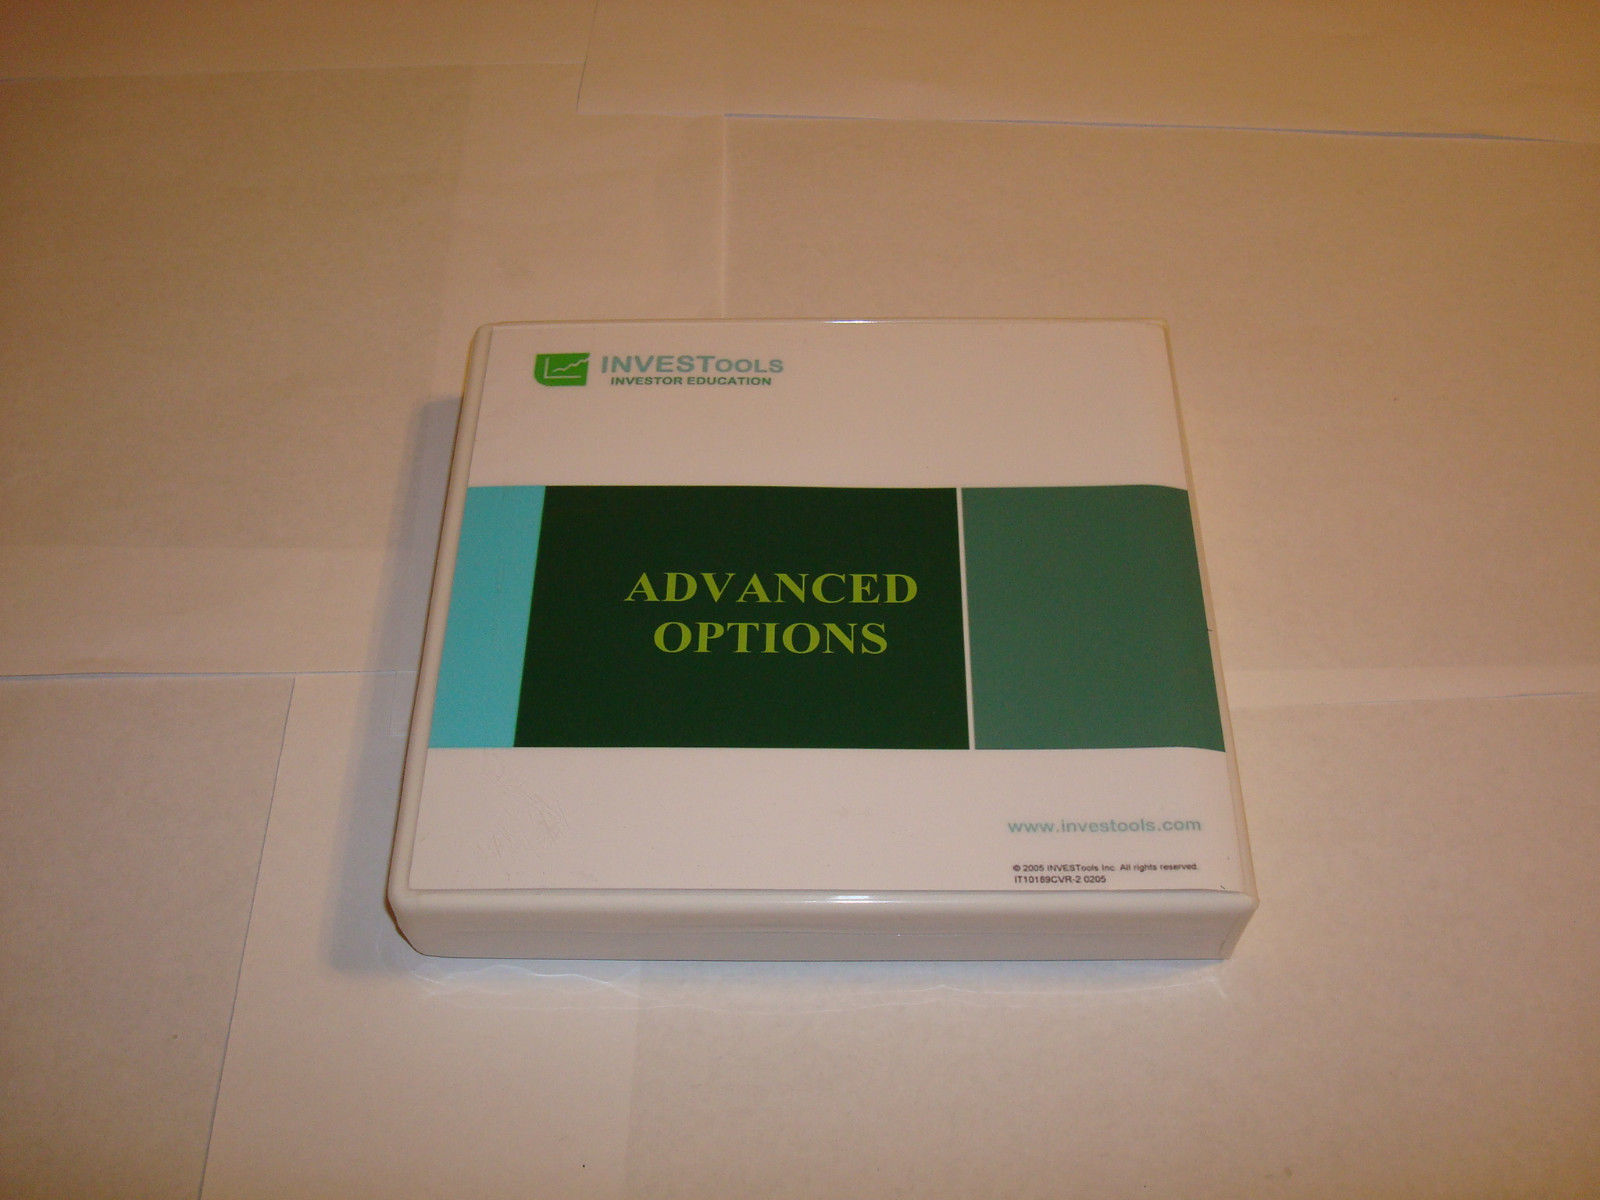 INVESTOOLS
INVESTOR EDUCATION
ADVANCED
OPTIONS
www.investools.com
© 2005 INVESTools Inc. All rights reserved.
IT10189CVR-2 0205